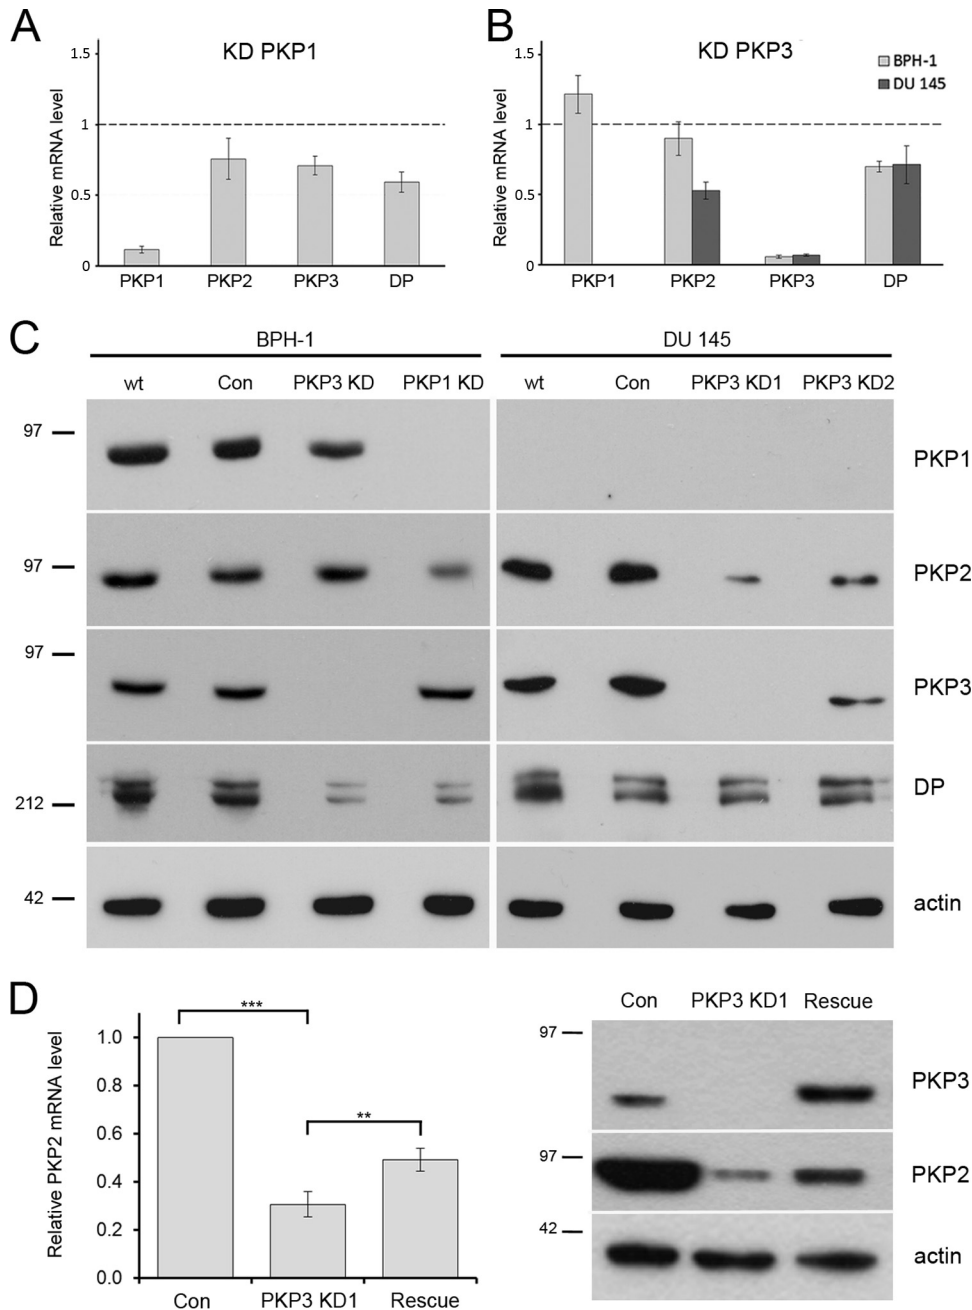 A
KD PKP1
Relative mRNA level
1.5
1
0.5
0
PKP1 PKP2 PKP3 DP
B
KD PKP3
BPH-1
DU 145
Relative mRNA level
1.5
1
0.5
0
PKP1 PKP2 PKP3 DP
C
BPH-1 DU 145
wt Con PKP3 KD PKP1 KD wt Con PKP3 KD1 PKP3 KD2
97 PKP1
97 PKP2
97 PKP3
212 DP
42 actin
D
Relative PKP2 mRNA level
1.0
0.8
0.6
0.4
0.2
0.0
***
**
Con PKP3 KD1 Rescue
Con PKP3 KD1 Rescue
97 PKP3
97 PKP2
42 actin